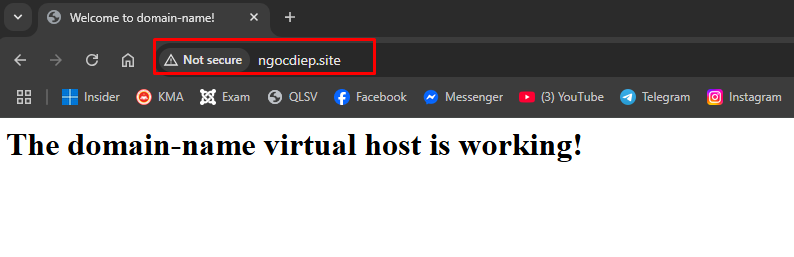 Welcome to domain-name!
Not secure ngocdiep.site
Insider KMA Exam QLSV Facebook Messenger (3) YouTube Telegram Instagram
The domain-name virtual host is working!